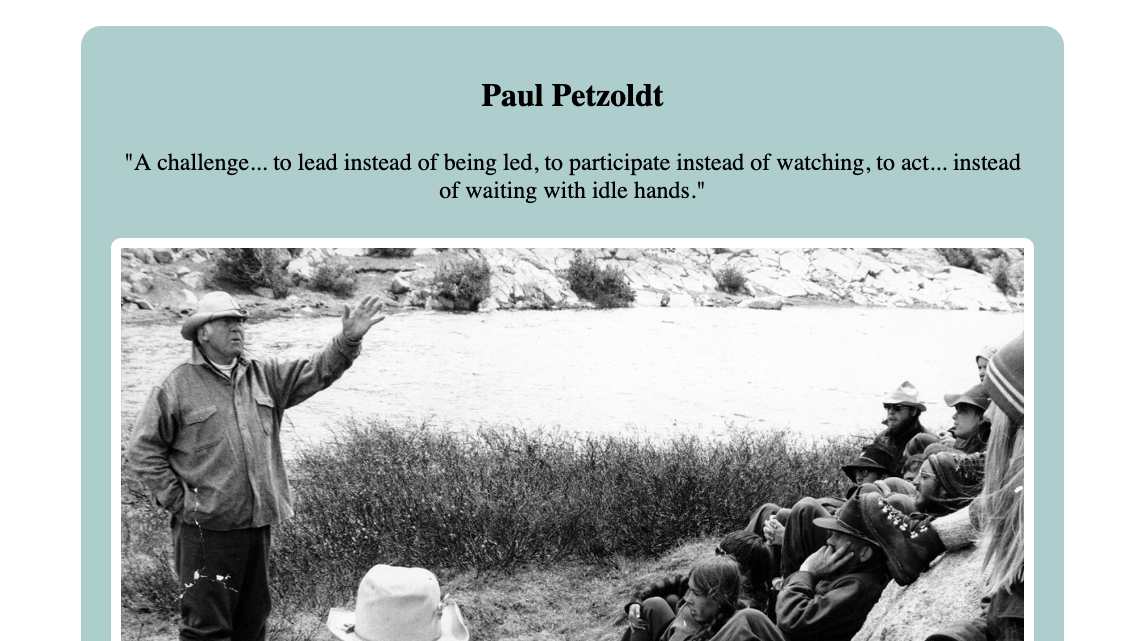 Paul Petzoldt
"A challenge... to lead instead of being led, to participate instead of watching, to act... instead
of waiting with idle hands."